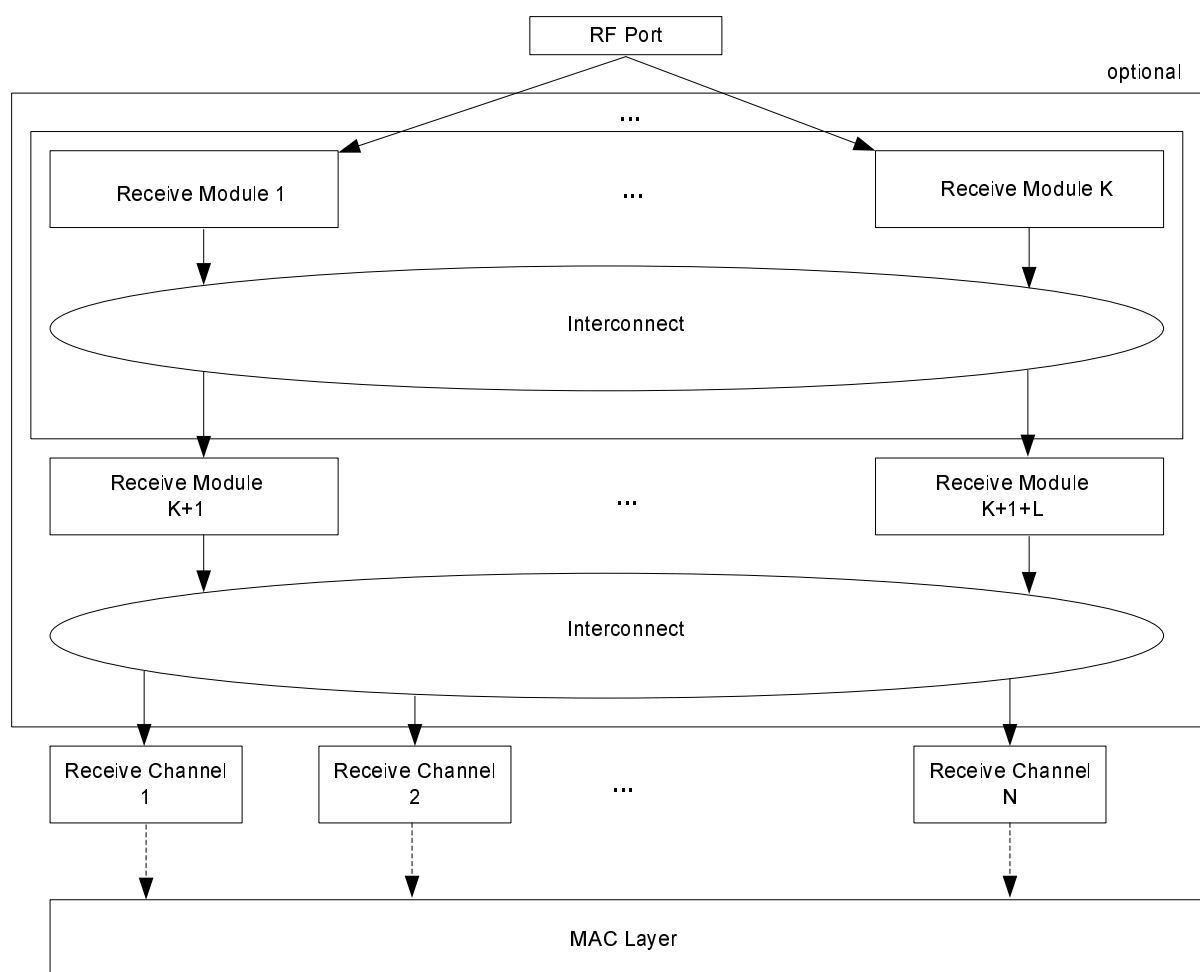 RF Port
optional
...
Receive Module 1
...
Receive Module K
Interconnect
Receive Module
K+1
...
Receive Module
K+1+L
Interconnect
Receive Channel
1
Receive Channel
2
...
Receive Channel
N
MAC Layer